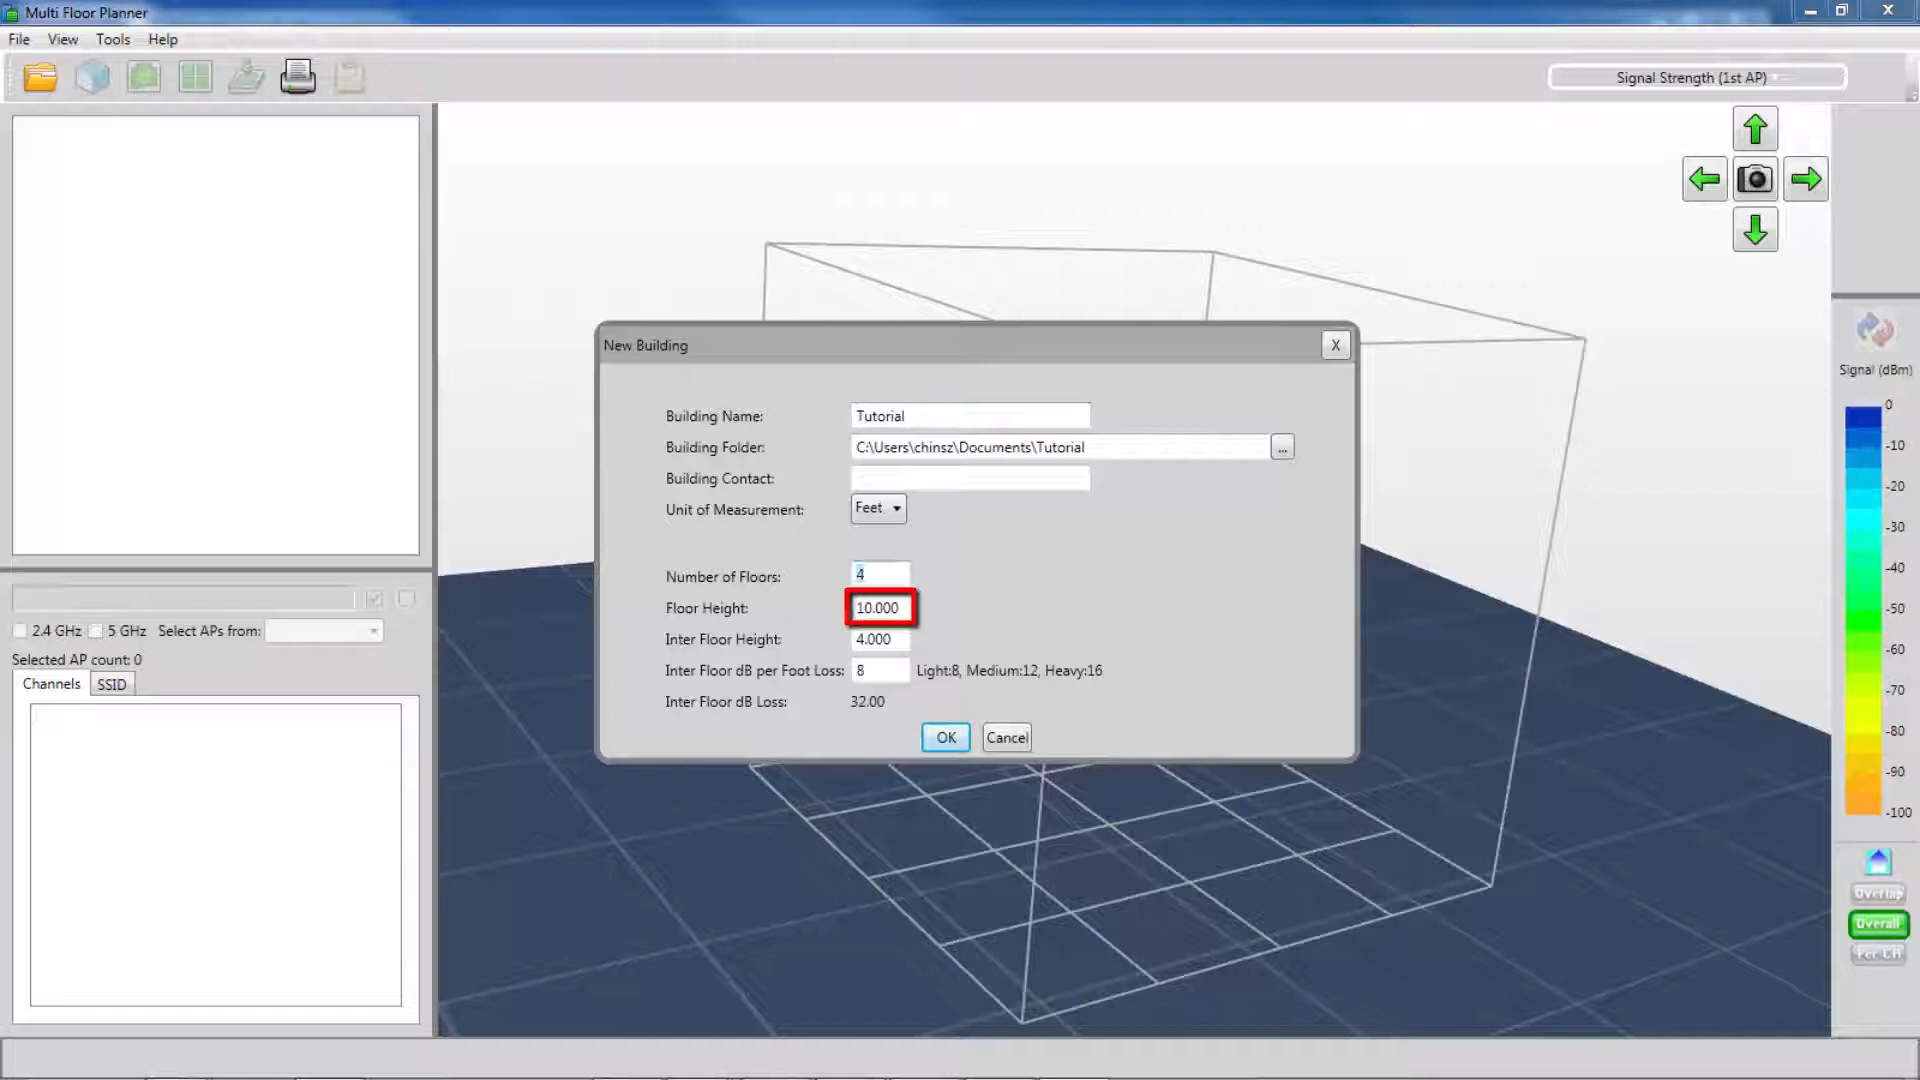 Multi Floor Planner
File View Tools Help
Signal Strength (1st AP)
New Building
X
Building Name: Tutorial
Building Folder: C:\Users\chinsz\Documents\Tutorial ...
Building Contact:
Unit of Measurement: Feet
Number of Floors: 4
Floor Height: 10.000
Inter Floor Height: 4.000
Inter Floor dB per Foot Loss: 8 Light:8, Medium:12, Heavy:16
Inter Floor dB Loss: 32.00
OK Cancel
2.4 GHz 5 GHz Select APs from:
Selected AP count: 0
Channels SSID
Signal (dBm)
0
-10
-20
-30
-40
-50
-60
-70
-80
-90
-100
Overlap
Overall
Per CH